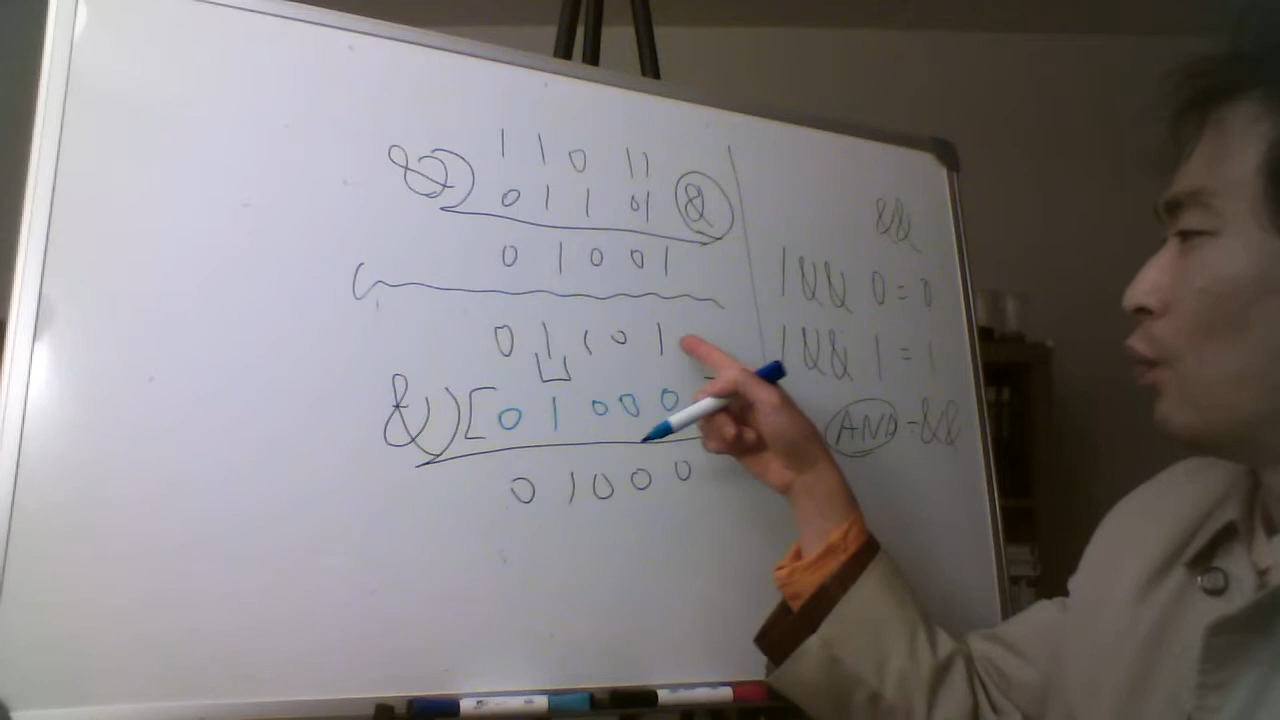 1 1 0 1 1
&) 0 1 1 0 1 &
0 1 0 0 1
0 1 1 0 1
&) [ 0 1 0 0 0
0 1 0 0 0
&&
1 && 0 = 0
1 && 1 = 1
AND = &&